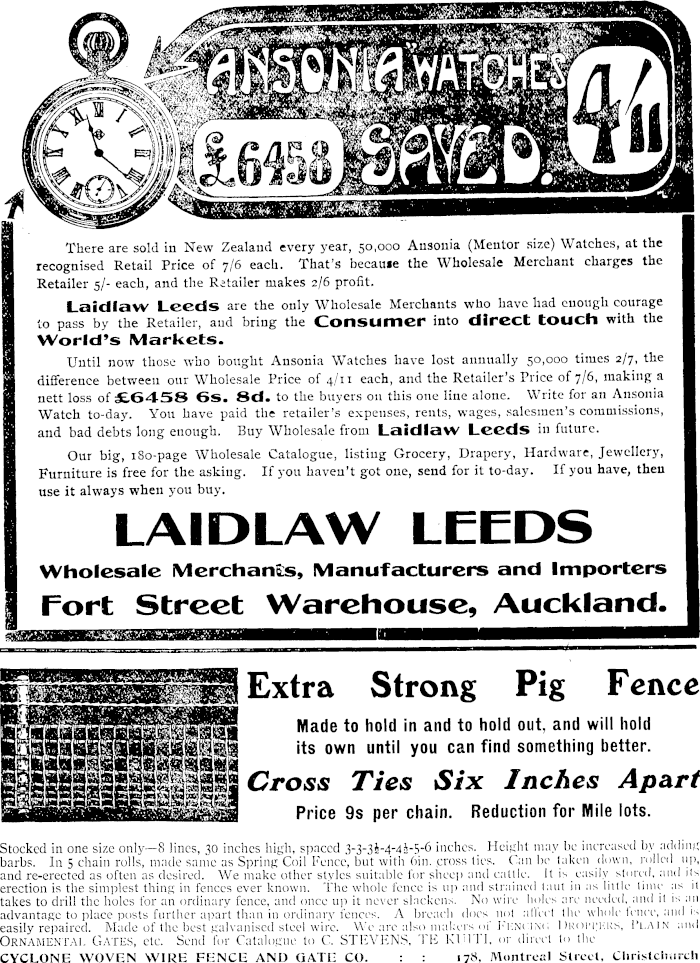 "ANSONIA" WATCHES
4/11
£6458 SAVED.
There are sold in New Zealand every year, 50,000 Ansonia (Mentor size) Watches, at the
recognised Retail Price of 7/6 each. That's because the Wholesale Merchant charges the
Retailer 5/- each, and the Retailer makes 2/6 profit.
Laidlaw Leeds are the only Wholesale Merchants who have had enough courage
to pass by the Retailer, and bring the Consumer into direct touch with the
World's Markets.
Until now those who bought Ansonia Watches have lost annually 50,000 times 2/7, the
difference between our Wholesale Price of 4/11 each, and the Retailer's Price of 7/6, making a
nett loss of £6458 6s. 8d. to the buyers on this one line alone. Write for an Ansonia
Watch to-day. You have paid the retailer's expenses, rents, wages, salesmen's commissions,
and bad debts long enough. Buy Wholesale from Laidlaw Leeds in future.
Our big, 180-page Wholesale Catalogue, listing Grocery, Drapery, Hardware, Jewellery,
Furniture is free for the asking. If you haven't got one, send for it to-day. If you have, then
use it always when you buy.
LAIDLAW LEEDS
Wholesale Merchants, Manufacturers and Importers
Fort Street Warehouse, Auckland.
Extra Strong Pig Fence
Made to hold in and to hold out, and will hold
its own until you can find something better.
Cross Ties Six Inches Apart
Price 9s per chain. Reduction for Mile lots.
Stocked in one size only—8 lines, 30 inches high, spaced 3-3-3½-4-4½-5-6 inches. Height may be increased by adding
barbs. In 5 chain rolls, made same as Spring Coil Fence, but with 6in. cross ties. Can be taken down, rolled up,
and re-erected as often as desired. We make other styles suitable for sheep and cattle. It is easily stored, and its
erection is the simplest thing in fences ever known. The whole fence is up and strained taut in as little time as it
takes to drill the holes for an ordinary fence, and once up it never slackens. No wire holes are needed, and it is an
advantage to place posts further apart than in ordinary fences. A breach does not affect the whole fence, and is
easily repaired. Made of the best galvanised steel wire. We are also makers of FENCING DROPPERS, PLAIN and
ORNAMENTAL GATES, etc. Send for Catalogue to C. STEVENS, TE KUITI, or direct to the
CYCLONE WOVEN WIRE FENCE AND GATE CO. : : 178, Montreal Street, Christchurch